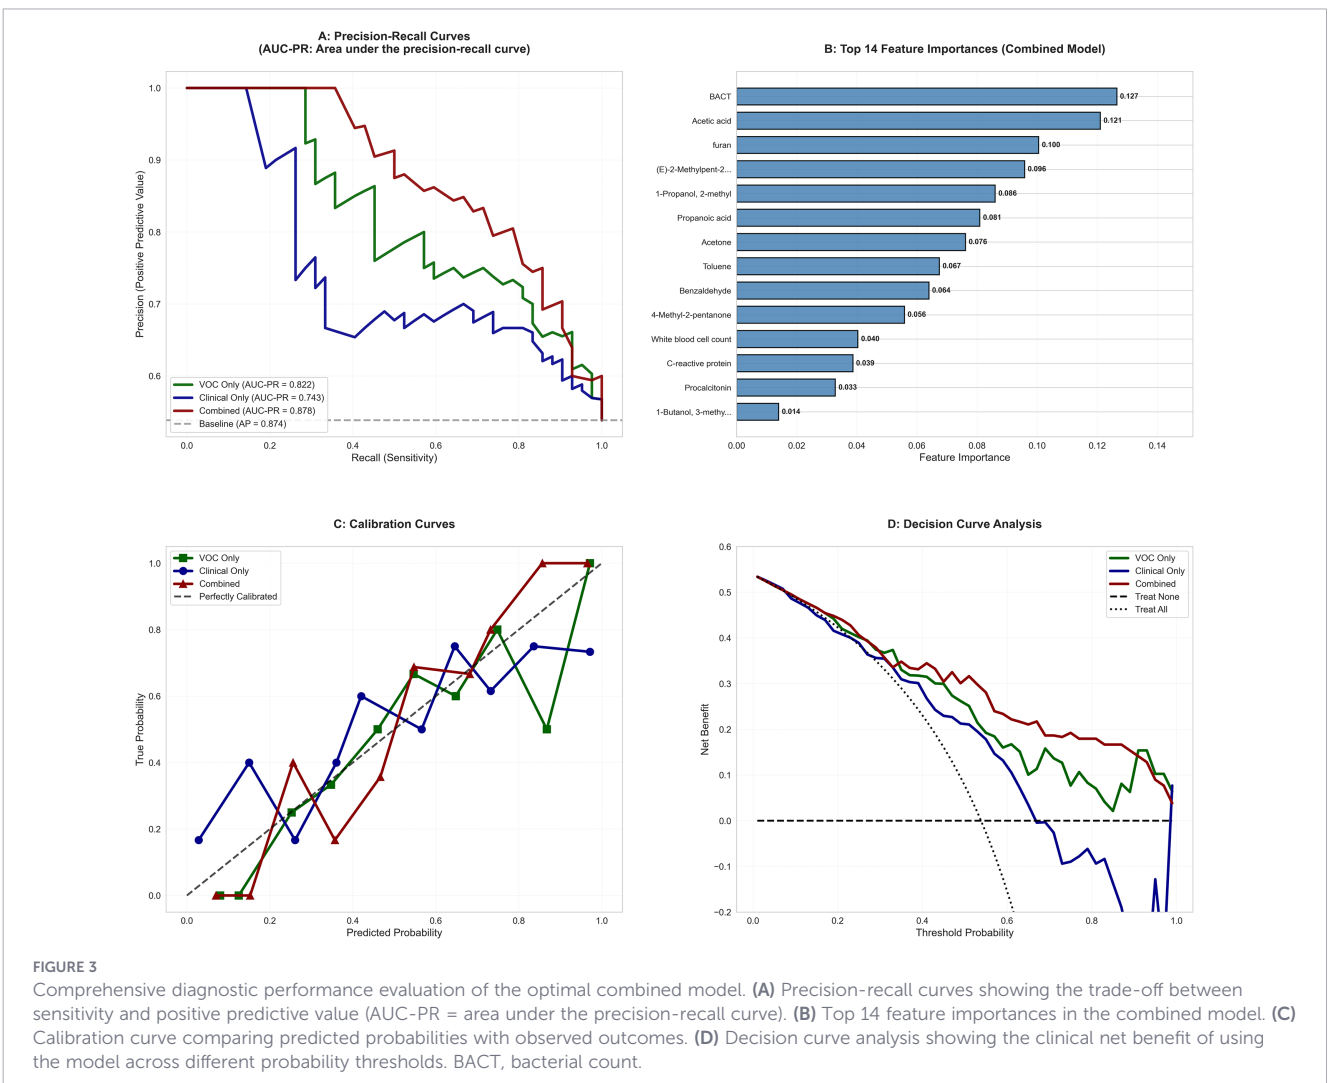 A: Precision-Recall Curves
(AUC-PR: Area under the precision-recall curve)
Precision (Positive Predictive Value)
1.0
0.9
0.8
0.7
0.6
VOC Only (AUC-PR = 0.822)
Clinical Only (AUC-PR = 0.743)
Combined (AUC-PR = 0.878)
Baseline (AP = 0.874)
0.0 0.2 0.4 0.6 0.8 1.0
Recall (Sensitivity)
B: Top 14 Feature Importances (Combined Model)
BACT 0.127
Acetic acid 0.121
furan 0.100
(E)-2-Methylpent-2... 0.096
1-Propanol, 2-methyl 0.086
Propanoic acid 0.081
Acetone 0.076
Toluene 0.067
Benzaldehyde 0.064
4-Methyl-2-pentanone 0.056
White blood cell count 0.040
C-reactive protein 0.039
Procalcitonin 0.033
1-Butanol, 3-methy... 0.014
0.00 0.02 0.04 0.06 0.08 0.10 0.12 0.14
Feature Importance
C: Calibration Curves
VOC Only
Clinical Only
Combined
Perfectly Calibrated
True Probability
1.0
0.8
0.6
0.4
0.2
0.0
0.0 0.2 0.4 0.6 0.8 1.0
Predicted Probability
D: Decision Curve Analysis
VOC Only
Clinical Only
Combined
Treat None
Treat All
Net Benefit
0.6
0.5
0.4
0.3
0.2
0.1
0.0
−0.1
−0.2
0.0 0.2 0.4 0.6 0.8 1.0
Threshold Probability
FIGURE 3
Comprehensive diagnostic performance evaluation of the optimal combined model. (A) Precision-recall curves showing the trade-off between
sensitivity and positive predictive value (AUC-PR = area under the precision-recall curve). (B) Top 14 feature importances in the combined model. (C)
Calibration curve comparing predicted probabilities with observed outcomes. (D) Decision curve analysis showing the clinical net benefit of using
the model across different probability thresholds. BACT, bacterial count.